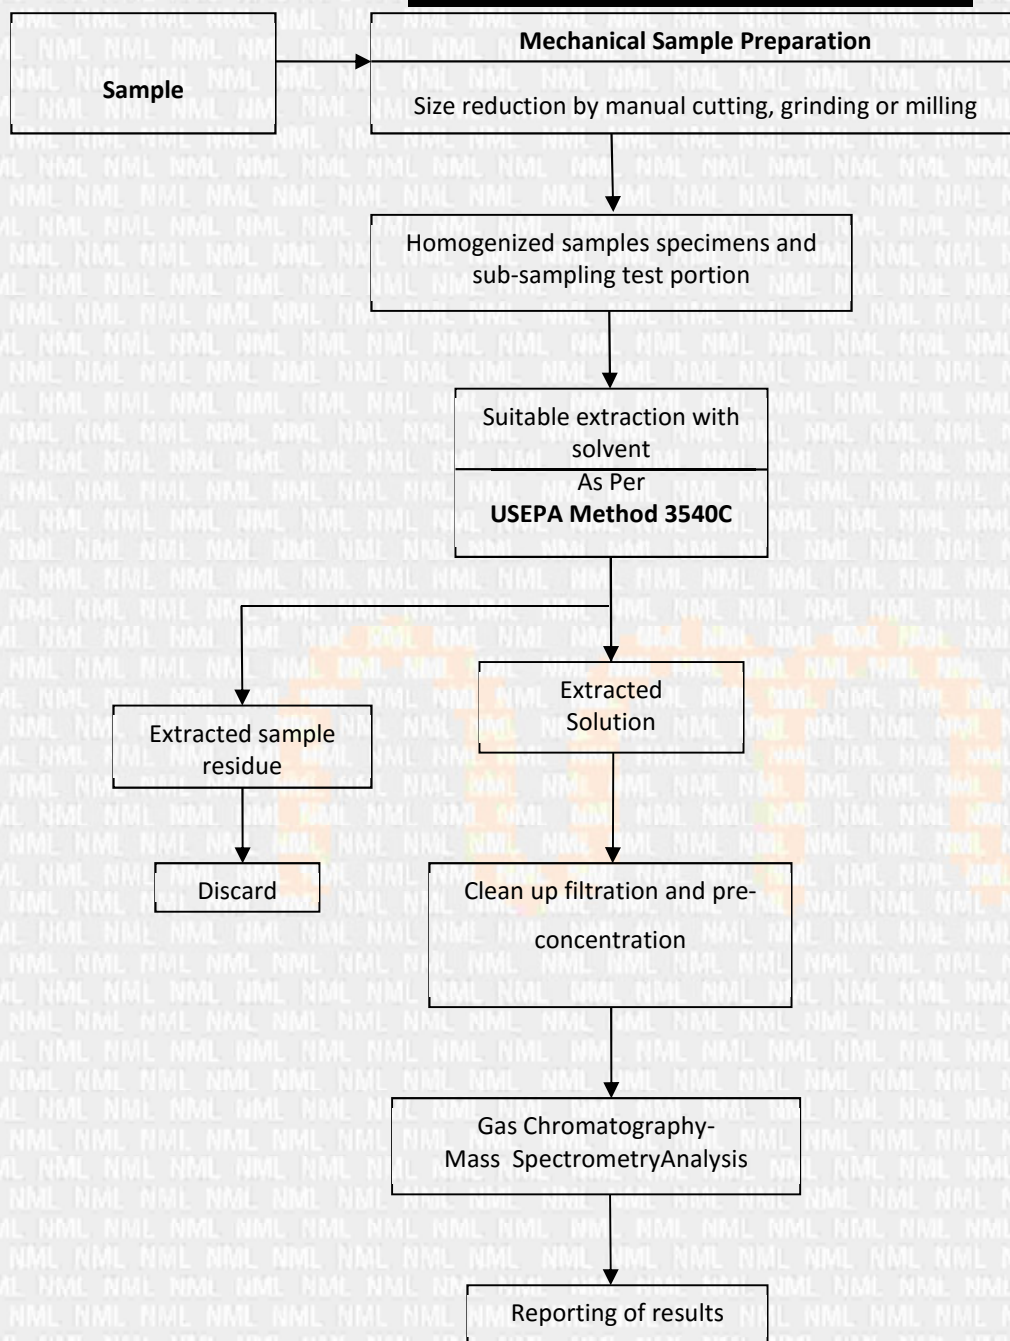 Sample
Mechanical Sample Preparation
Size reduction by manual cutting, grinding or milling
Homogenized samples specimens and
sub-sampling test portion
Suitable extraction with
solvent
As Per
USEPA Method 3540C
Extracted sample
residue
Extracted
Solution
Discard
Clean up filtration and pre-
concentration
Gas Chromatography-
Mass SpectrometryAnalysis
Reporting of results